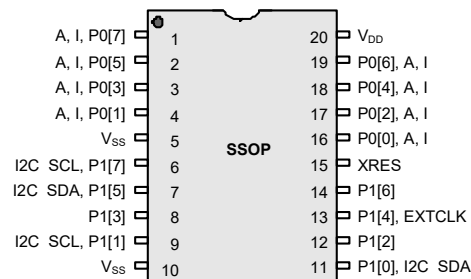 A, I, P0[7] 1 20 VDD
A, I, P0[5] 2 19 P0[6], A, I
A, I, P0[3] 3 18 P0[4], A, I
A, I, P0[1] 4 17 P0[2], A, I
VSS 5 16 P0[0], A, I
SSOP
I2C SCL, P1[7] 6 15 XRES
I2C SDA, P1[5] 7 14 P1[6]
P1[3] 8 13 P1[4], EXTCLK
I2C SCL, P1[1] 9 12 P1[2]
VSS 10 11 P1[0], I2C SDA